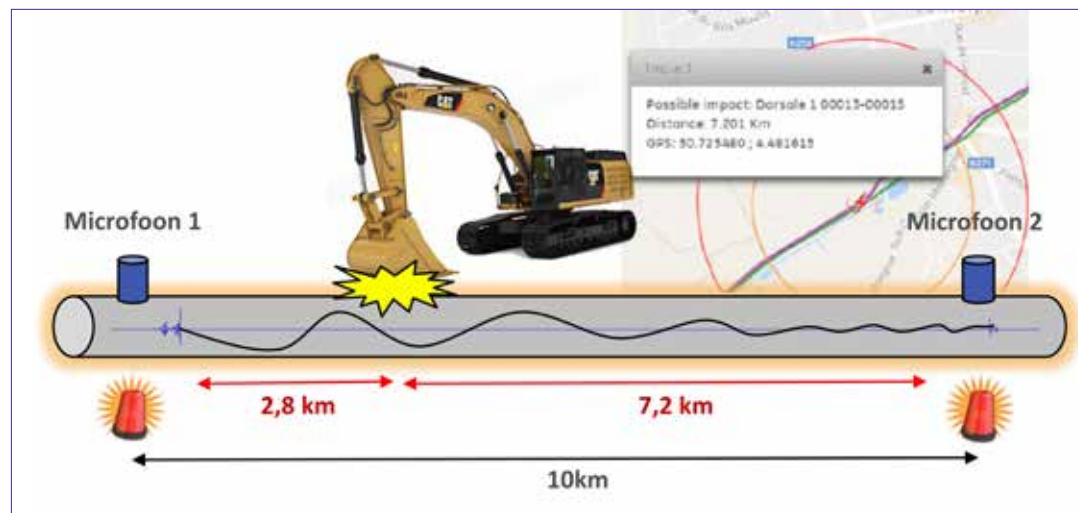 CAT
Impact
Possible impact: Dorsale 1 00013-00015
Distance: 7.201 Km
GPS: 50.725480 ; 4.481615
Microfoon 1
Microfoon 2
2,8 km
7,2 km
10km